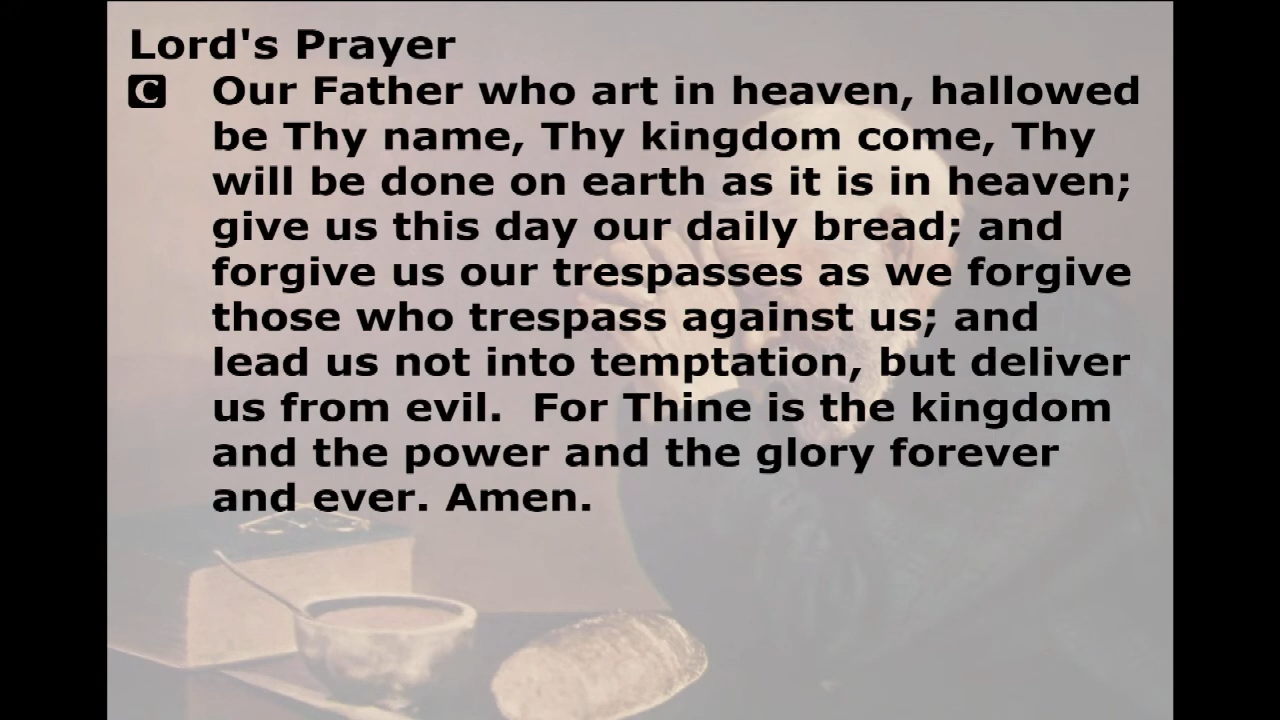 Lord's Prayer
C Our Father who art in heaven, hallowed
be Thy name, Thy kingdom come, Thy
will be done on earth as it is in heaven;
give us this day our daily bread; and
forgive us our trespasses as we forgive
those who trespass against us; and
lead us not into temptation, but deliver
us from evil.  For Thine is the kingdom
and the power and the glory forever
and ever. Amen.